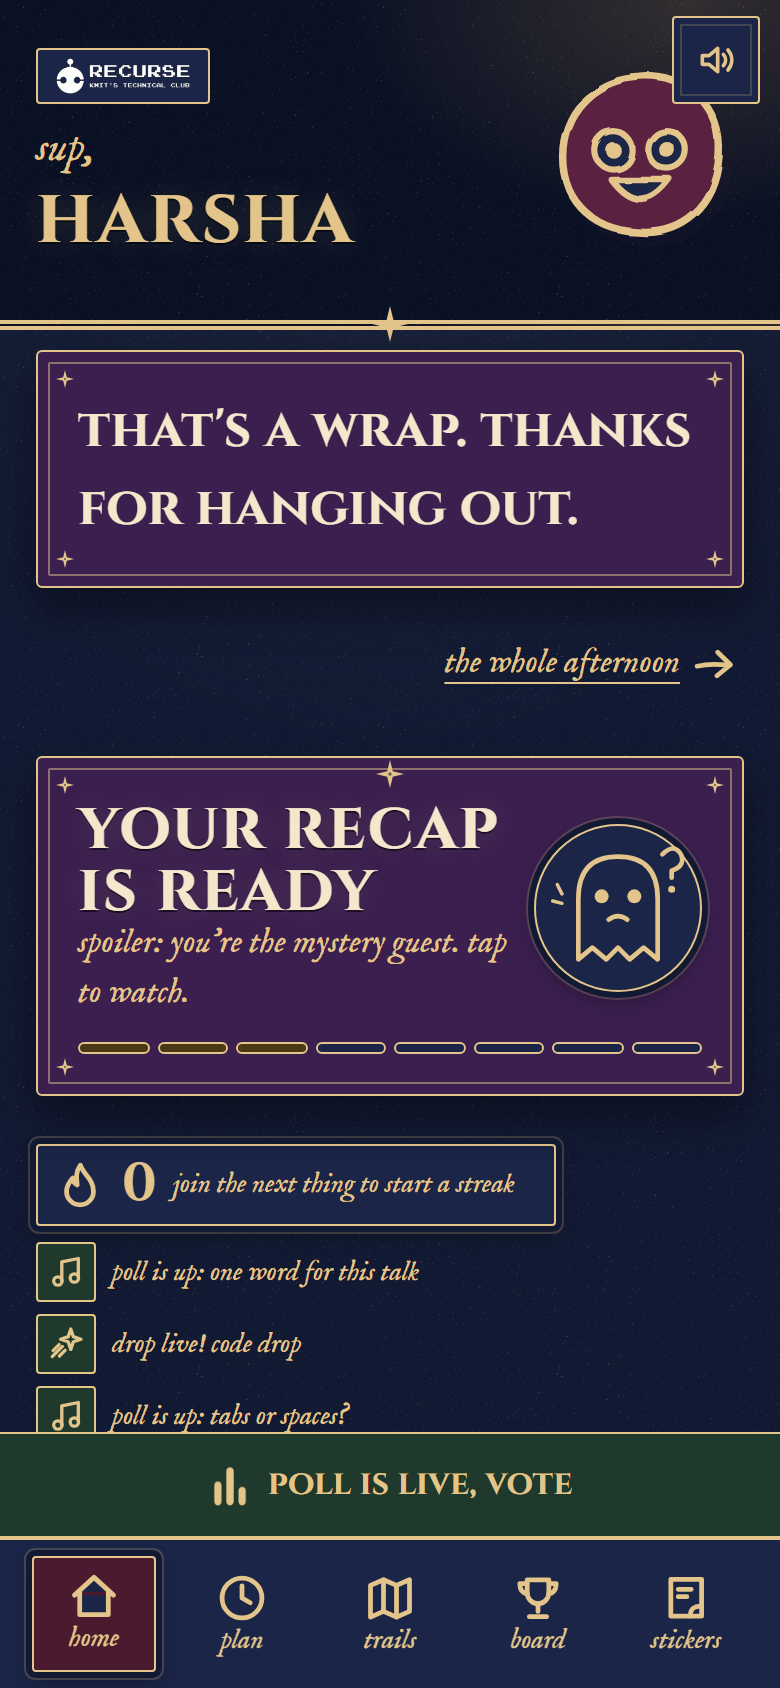 RECURSE
KMIT'S TECHNICAL CLUB
sup,
HARSHA
THAT'S A WRAP. THANKS
FOR HANGING OUT.
the whole afternoon
YOUR RECAP
IS READY
spoiler: you're the mystery guest. tap
to watch.
0 join the next thing to start a streak
poll is up: one word for this talk
drop live! code drop
poll is up: tabs or spaces?
POLL IS LIVE, VOTE
home plan trails board stickers